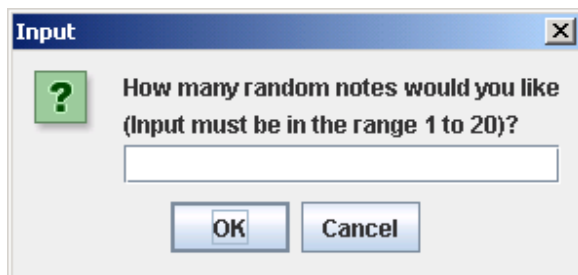 Input
How many random notes would you like
(Input must be in the range 1 to 20)?
OK Cancel